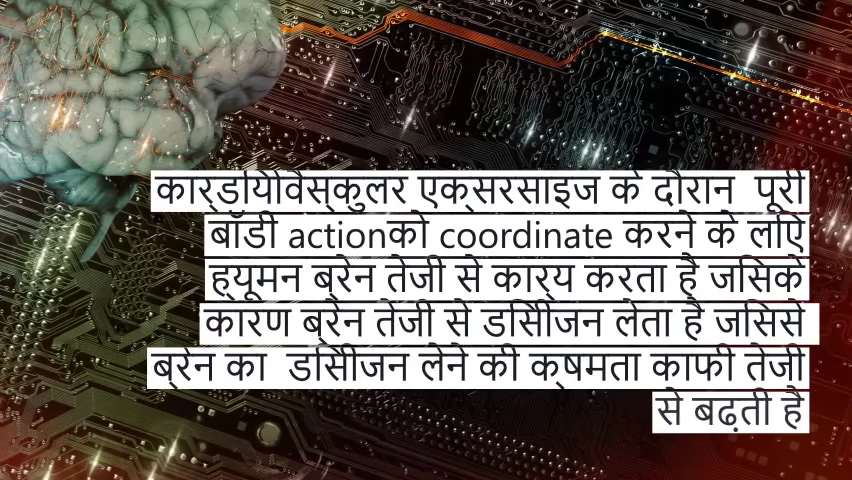 कार्डियोवैस्कुलर एक्सरसाइज के दौरान पूरी
बॉडी actionको coordinate करने के लिए
ह्यूमन ब्रेन तेजी से कार्य करता है जिसके
कारण ब्रेन तेजी से डिसीजन लेता है जिससे
ब्रेन का डिसीजन लेने की क्षमता काफी तेजी
से बढ़ती है